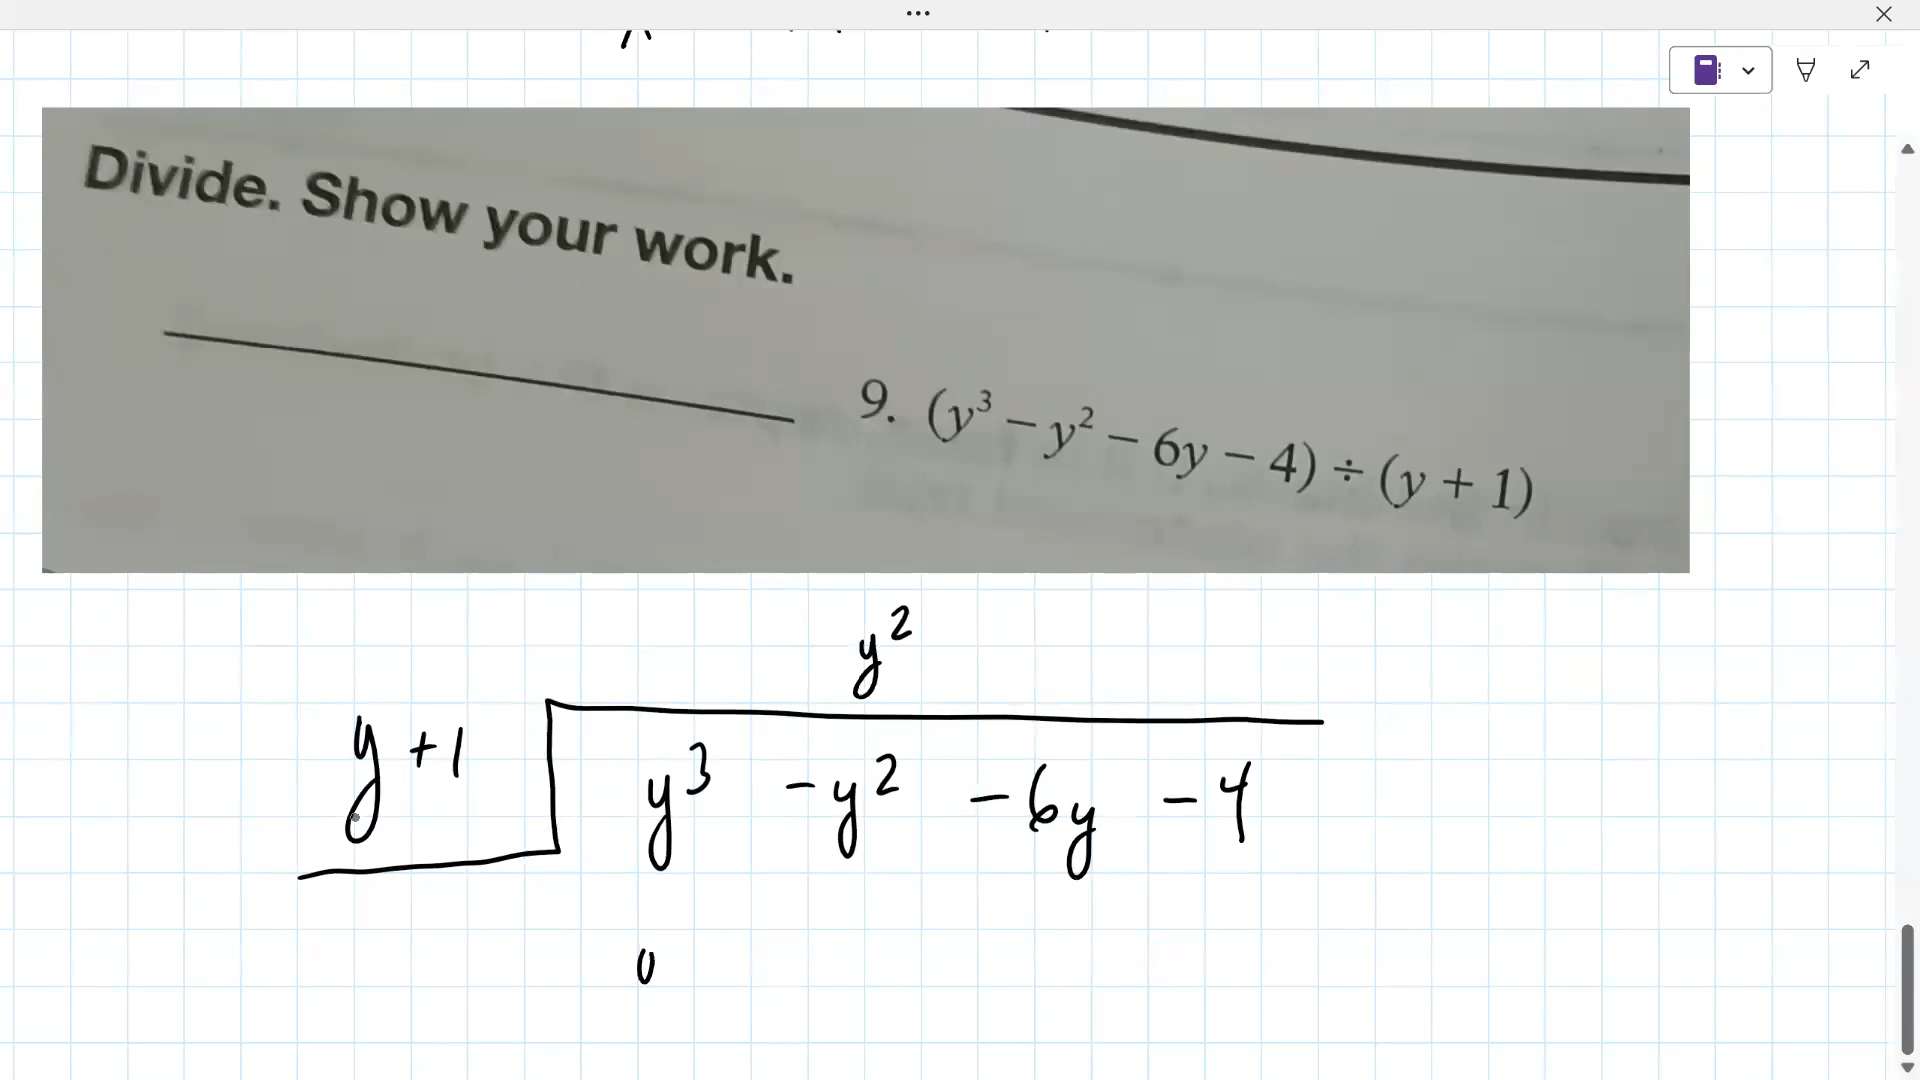 Divide. Show your work.
9. (y³ − y² − 6y − 4) ÷ (y + 1)
y²
y + 1
y³ − y² − 6y − 4
0